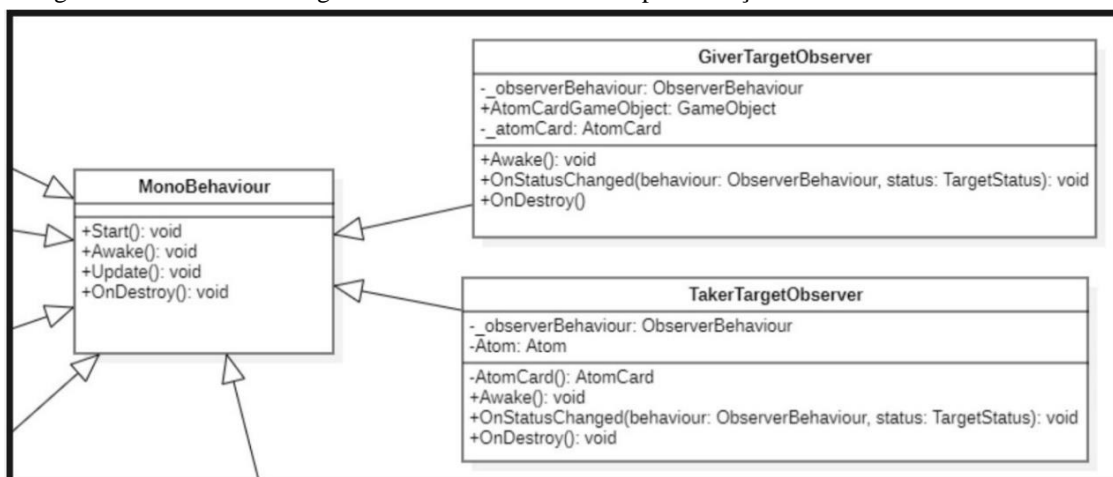 MonoBehaviour
+Start(): void
+Awake(): void
+Update(): void
+OnDestroy(): void
GiverTargetObserver
-_observerBehaviour: ObserverBehaviour
+AtomCardGameObject: GameObject
-_atomCard: AtomCard
+Awake(): void
+OnStatusChanged(behaviour: ObserverBehaviour, status: TargetStatus): void
+OnDestroy()
TakerTargetObserver
-_observerBehaviour: ObserverBehaviour
-Atom: Atom
-AtomCard(): AtomCard
+Awake(): void
+OnStatusChanged(behaviour: ObserverBehaviour, status: TargetStatus): void
+OnDestroy(): void